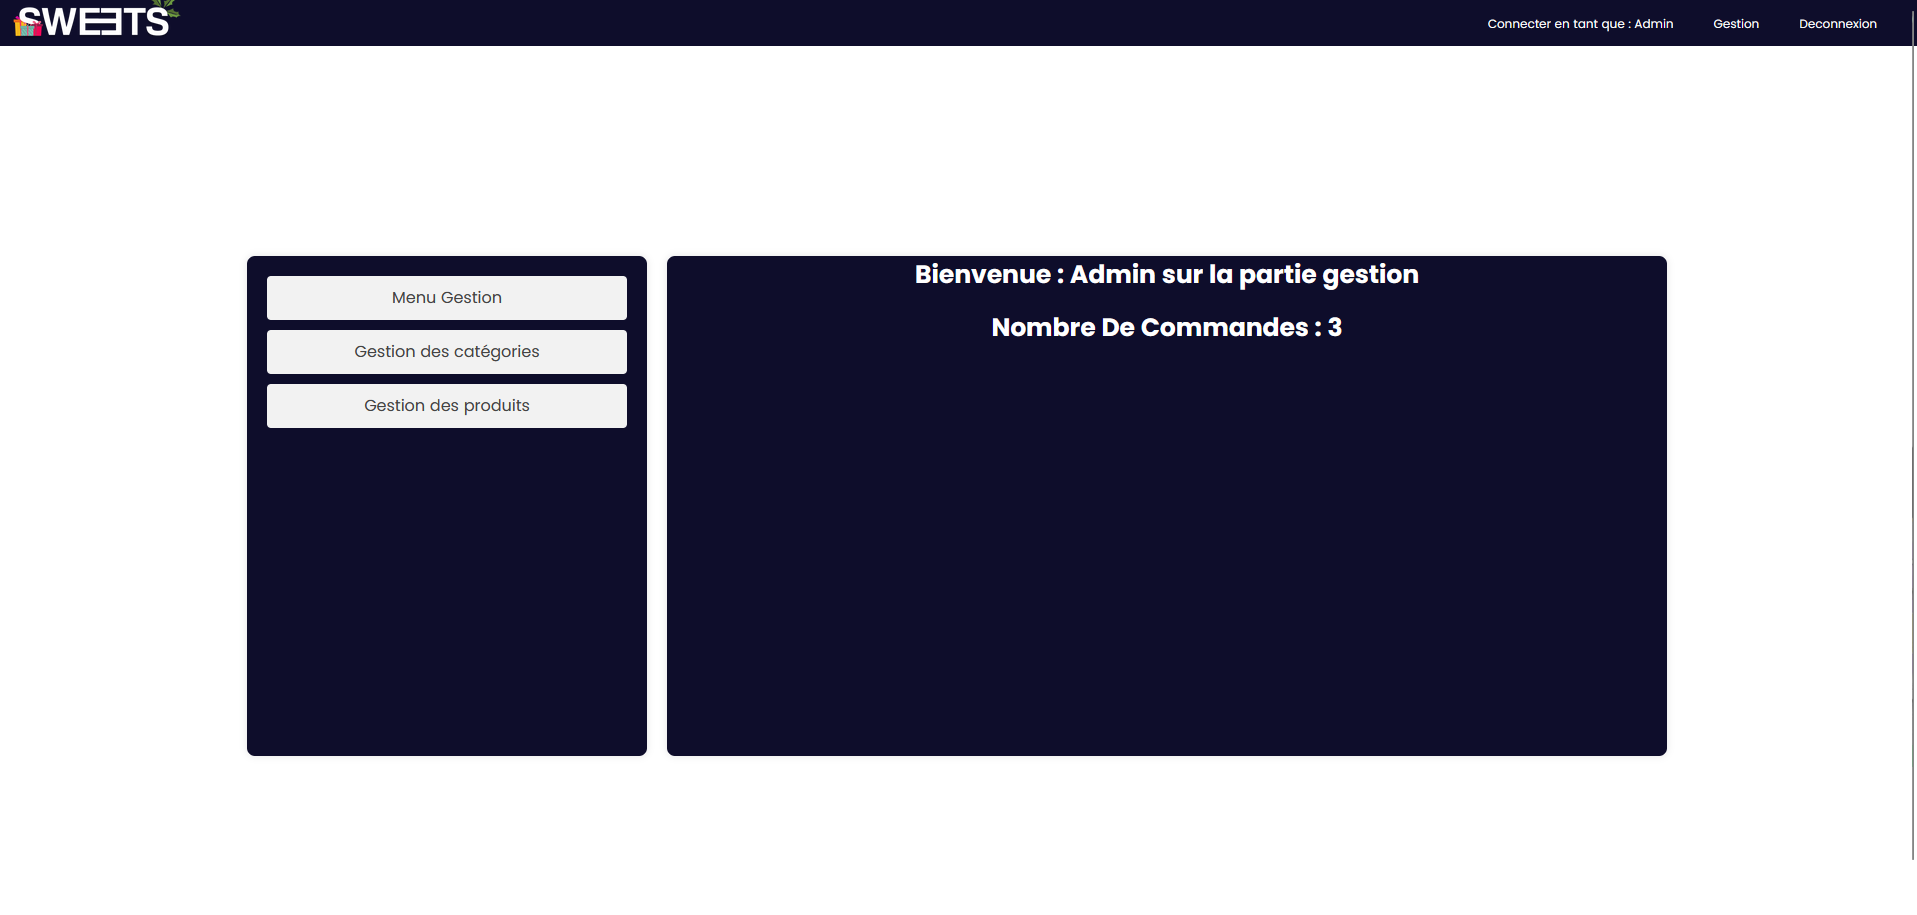 SWEETS
Connecter en tant que : Admin
Gestion
Deconnexion
Menu Gestion
Gestion des catégories
Gestion des produits
Bienvenue : Admin sur la partie gestion
Nombre De Commandes : 3